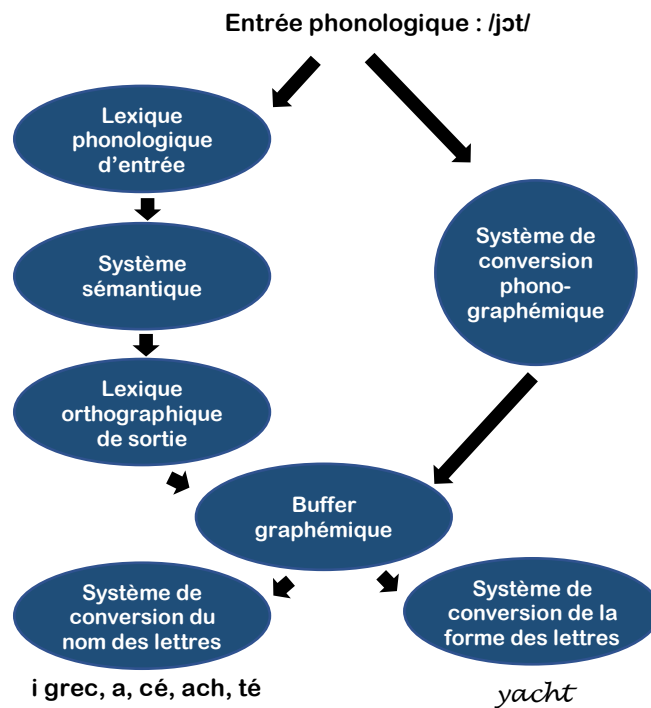 Entrée phonologique : /jɔt/
Lexique
phonologique
d'entrée
Système
sémantique
Lexique
orthographique
de sortie
Système de
conversion
phono-
graphémique
Buffer
graphémique
Système de
conversion du
nom des lettres
Système de
conversion de la
forme des lettres
i grec, a, cé, ach, té
yacht